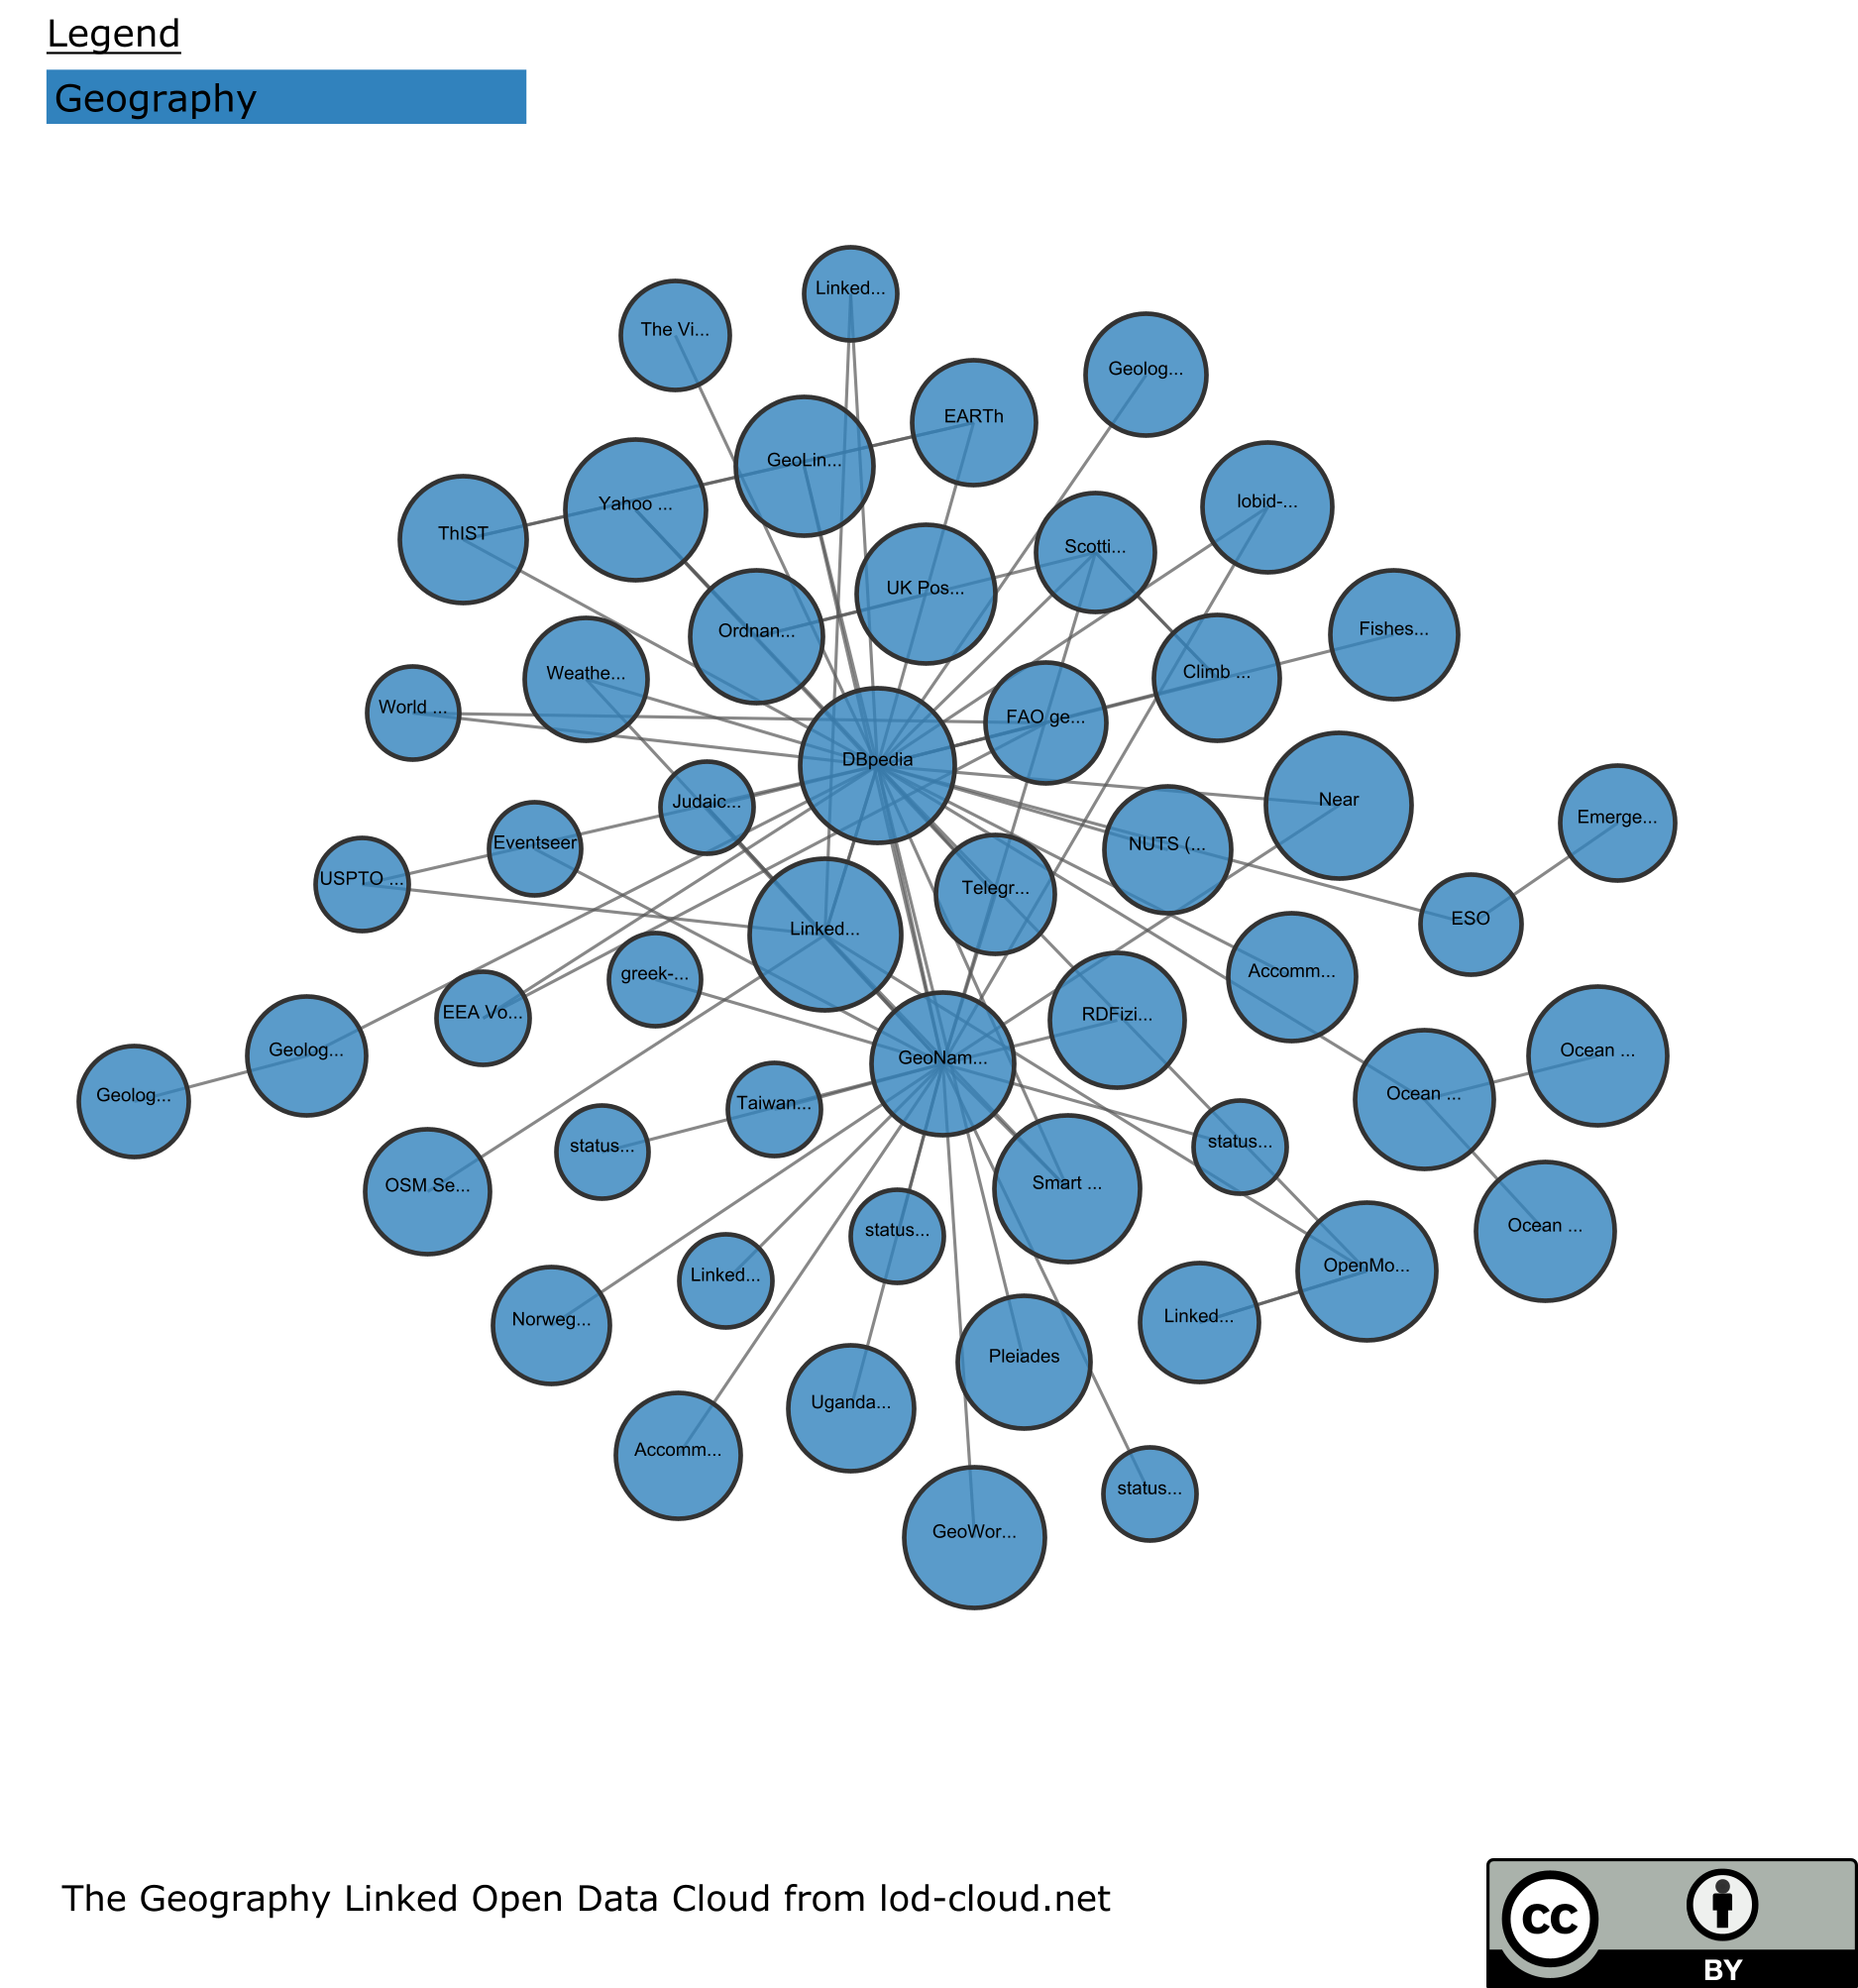 Legend
Geography
Linked...
The Vi...
Geolog...
EARTh
GeoLin...
Yahoo ...
lobid-...
ThIST
Scotti...
UK Pos...
Ordnan...
Fishes...
Weathe...
Climb ...
World ...
FAO ge...
DBpedia
Judaic...
Near
Emerge...
Eventseer
NUTS (...
USPTO ...
Telegr...
Linked...
ESO
greek-...
Accomm...
EEA Vo...
RDFizi...
Geolog...
GeoNam...
Ocean ...
Geolog...
Taiwan...
Ocean ...
status...
status...
OSM Se...
Smart ...
status...
Ocean ...
Linked...
OpenMo...
Norweg...
Linked...
Pleiades
Uganda...
Accomm...
status...
GeoWor...
The Geography Linked Open Data Cloud from lod-cloud.net
cc
BY